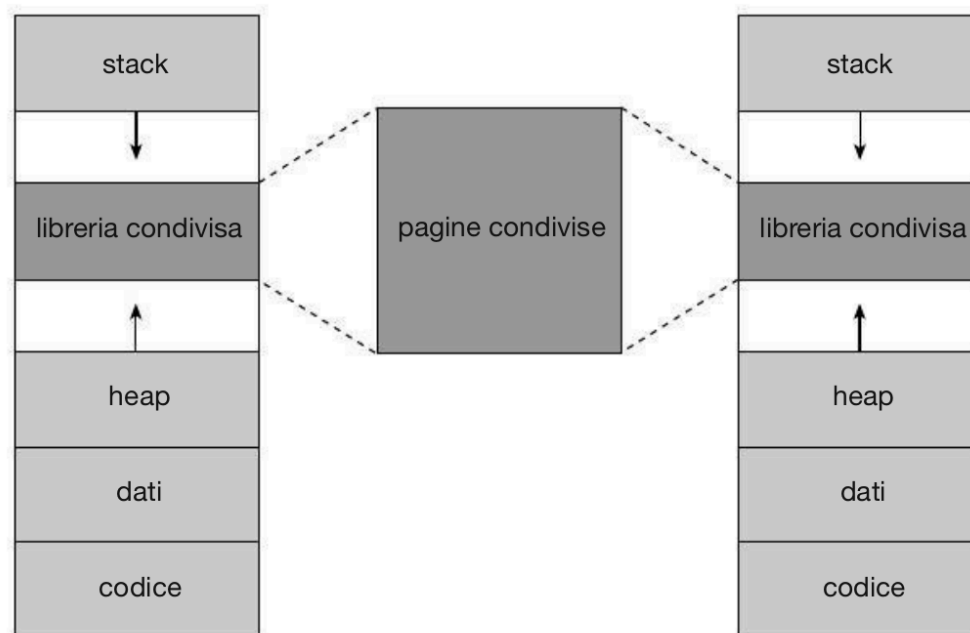 stack
libreria condivisa
heap
dati
codice
pagine condivise
stack
libreria condivisa
heap
dati
codice